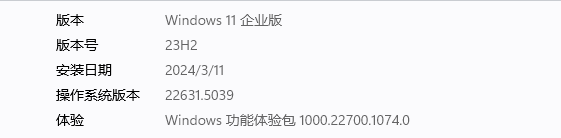 版本 Windows 11 企业版
版本号 23H2
安装日期 2024/3/11
操作系统版本 22631.5039
体验 Windows 功能体验包 1000.22700.1074.0